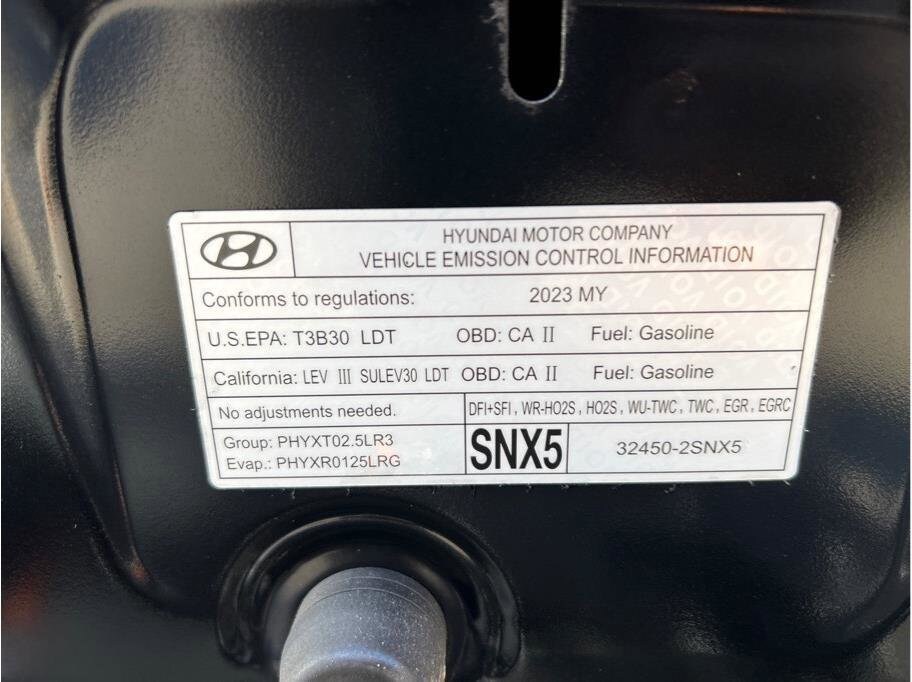 HYUNDAI MOTOR COMPANY
VEHICLE EMISSION CONTROL INFORMATION
Conforms to regulations: 2023 MY
U.S.EPA: T3B30 LDT OBD: CA II Fuel: Gasoline
California: LEV III SULEV30 LDT OBD: CA II Fuel: Gasoline
No adjustments needed. DFI+SFI, WR-HO2S, HO2S, WU-TWC, TWC, EGR, EGRC
Group: PHYXT02.5LR3
Evap.: PHYXR0125LRG
SNX5 32450-2SNX5